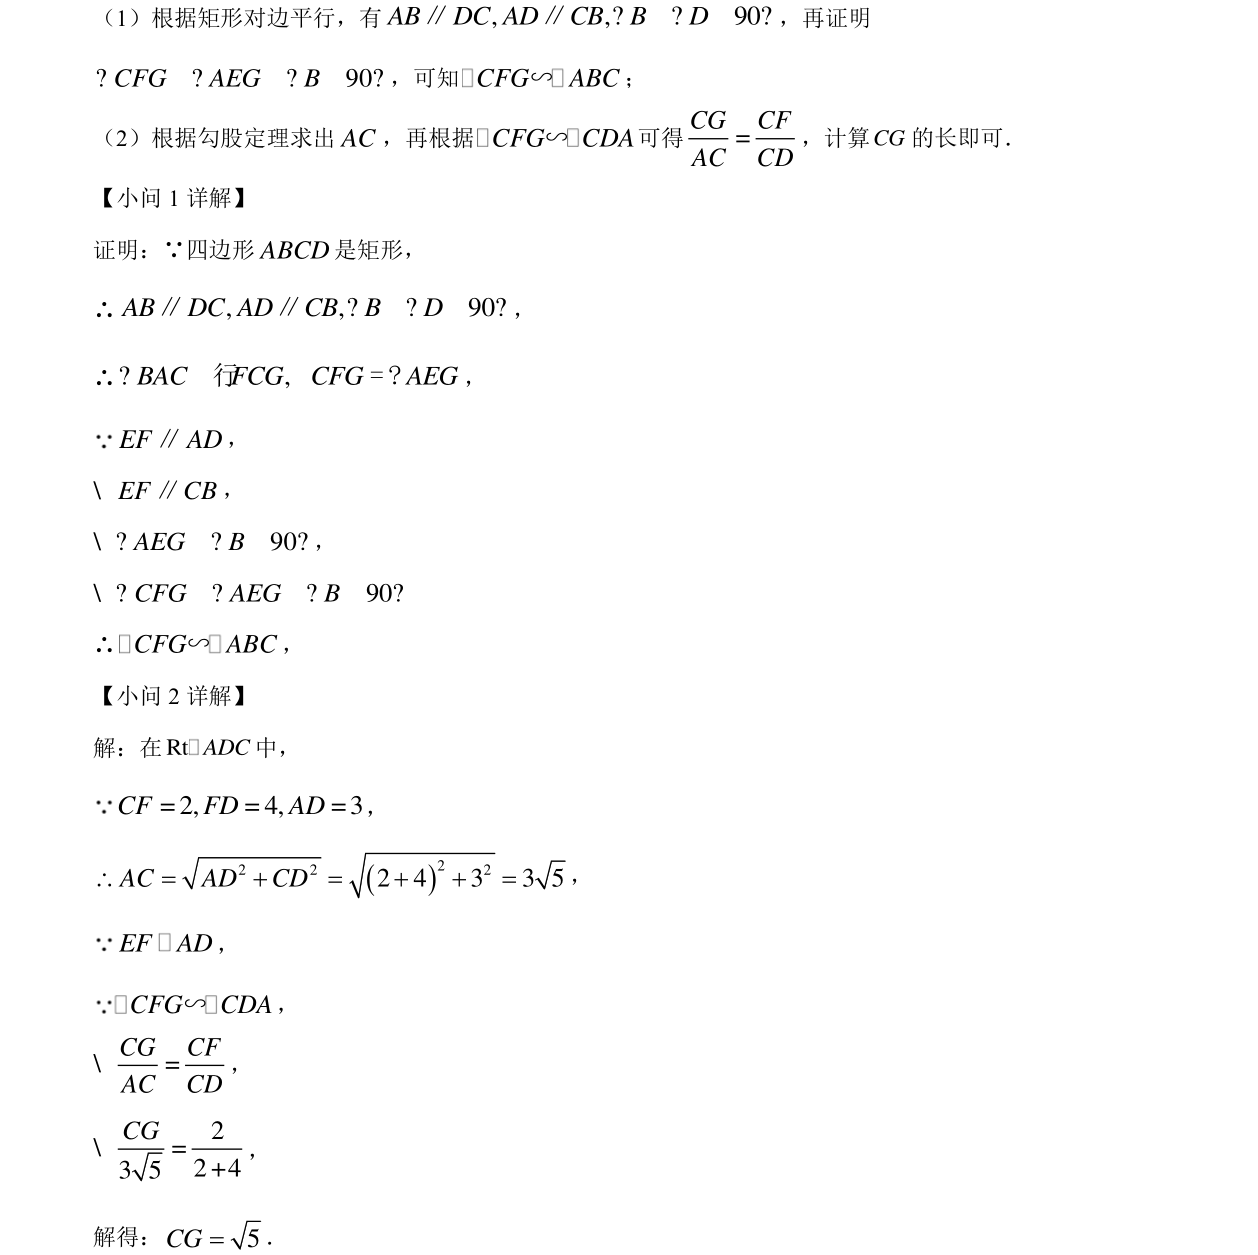 （1）根据矩形对边平行，有 AB // DC, AD // CB,? B ? D 90?，再证明
? CFG ? AEG ? B 90?，可知□CFG∽□ABC；
（2）根据勾股定理求出 AC，再根据□CFG∽□CDA 可得 CG/AC = CF/CD，计算 CG 的长即可．
【小问 1 详解】
证明：∵四边形 ABCD 是矩形，
∴ AB // DC, AD // CB,? B ? D 90?，
∴? BAC 行FCG, CFG =? AEG，
∵ EF // AD，
\ EF // CB，
\ ? AEG ? B 90?，
\ ? CFG ? AEG ? B 90?
∴□CFG∽□ABC，
【小问 2 详解】
解：在 Rt□ADC 中，
∵ CF = 2, FD = 4, AD = 3，
∴ AC = √(AD² + CD²) = √((2+4)² + 3²) = 3√5，
∵ EF □ AD，
∵□CFG∽□CDA，
\ CG/AC = CF/CD，
\ CG/3√5 = 2/(2+4)，
解得：CG = √5．